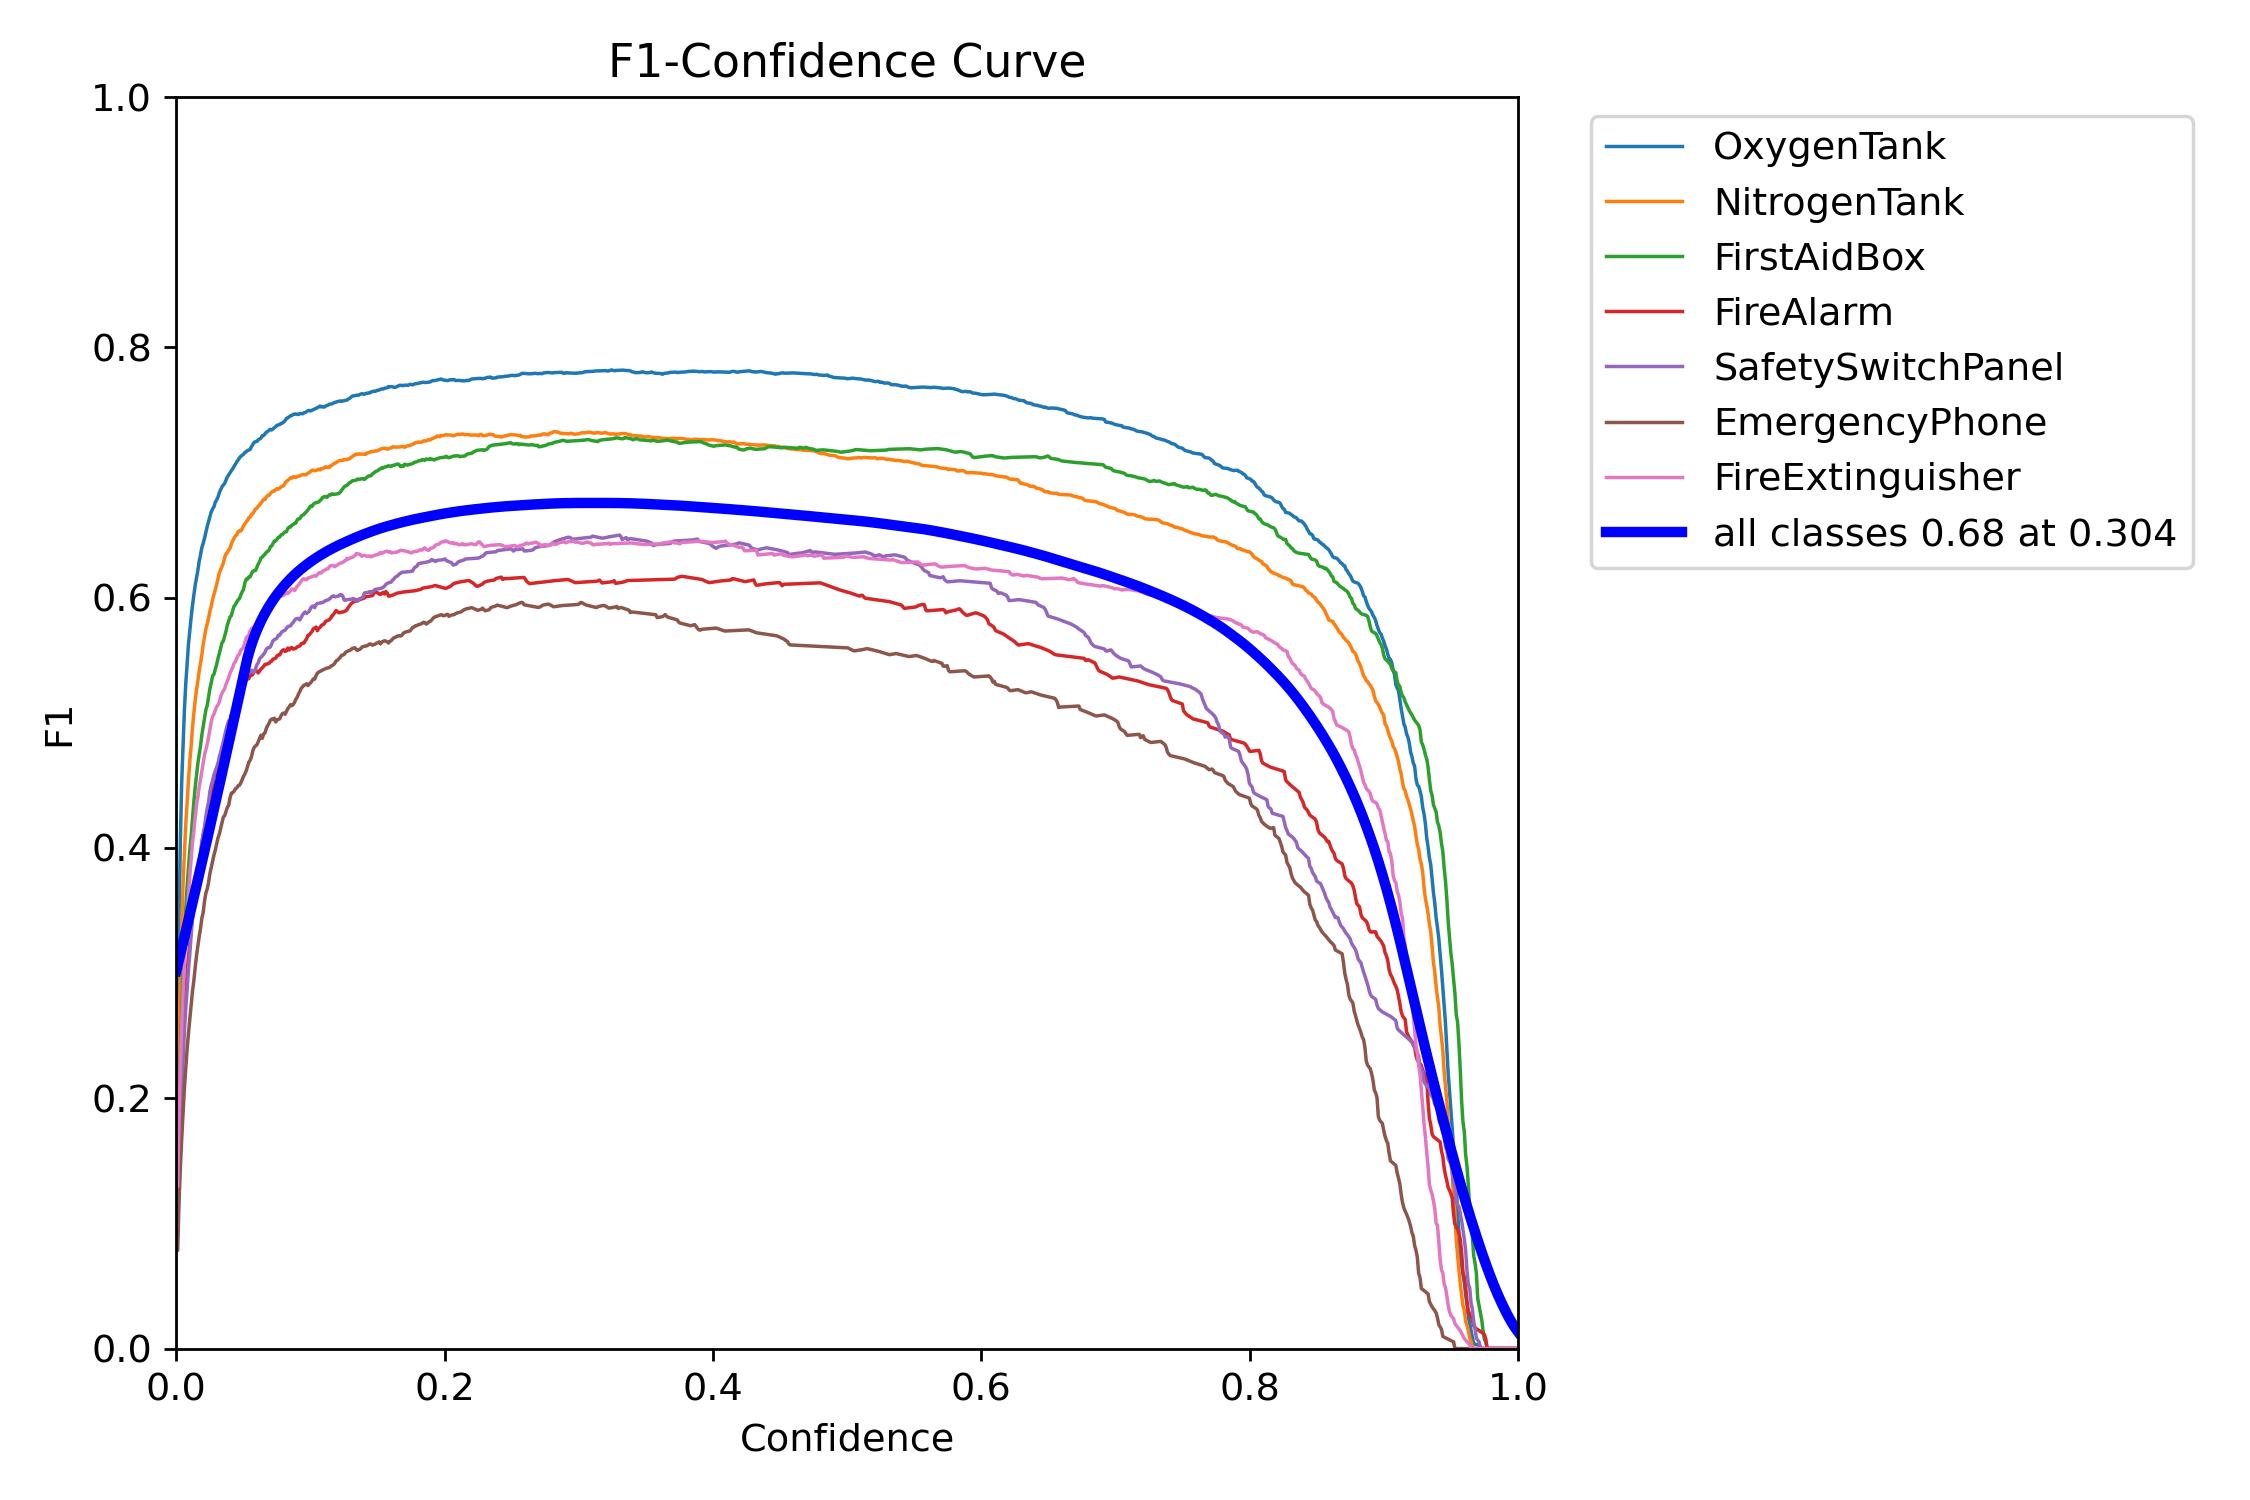 F1-Confidence Curve
1.0
0.8
0.6
0.4
0.2
0.0
F1
0.0 0.2 0.4 0.6 0.8 1.0
Confidence
OxygenTank
NitrogenTank
FirstAidBox
FireAlarm
SafetySwitchPanel
EmergencyPhone
FireExtinguisher
all classes 0.68 at 0.304